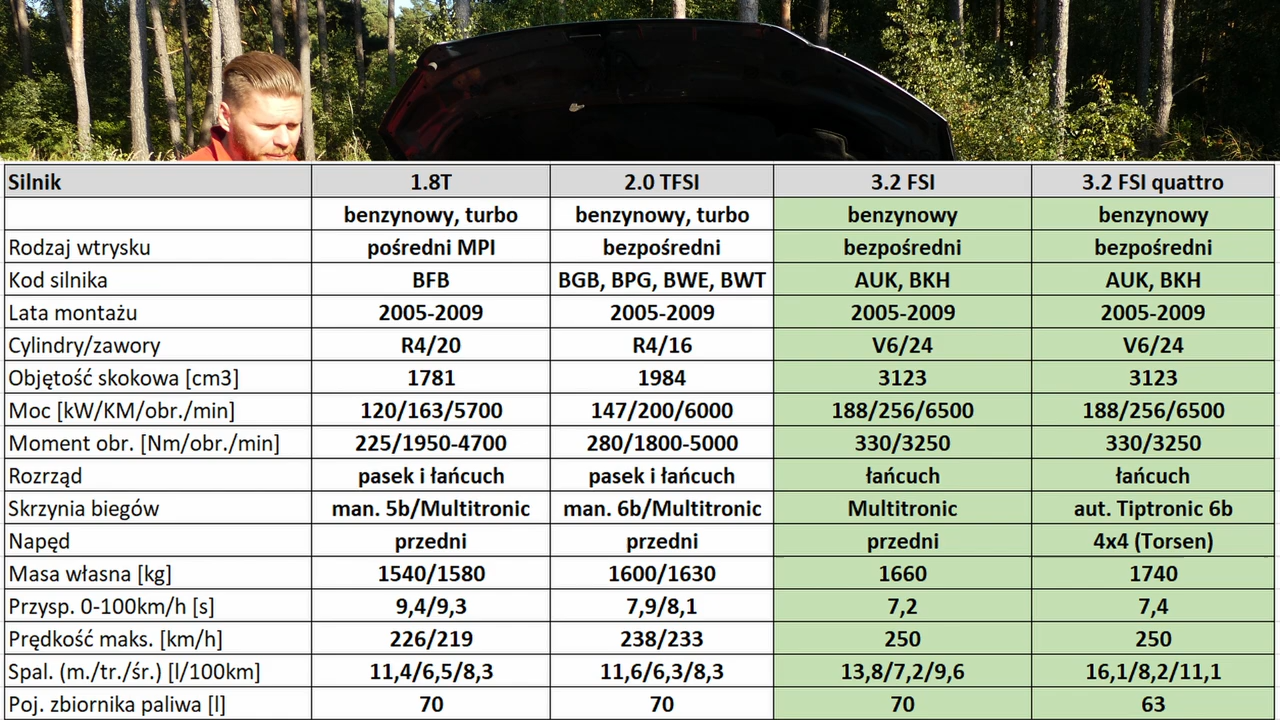 Silnik 1.8T 2.0 TFSI 3.2 FSI 3.2 FSI quattro
benzynowy, turbo benzynowy, turbo benzynowy benzynowy
Rodzaj wtrysku pośredni MPI bezpośredni bezpośredni bezpośredni
Kod silnika BFB BGB, BPG, BWE, BWT AUK, BKH AUK, BKH
Lata montażu 2005-2009 2005-2009 2005-2009 2005-2009
Cylindry/zawory R4/20 R4/16 V6/24 V6/24
Objętość skokowa [cm3] 1781 1984 3123 3123
Moc [kW/KM/obr./min] 120/163/5700 147/200/6000 188/256/6500 188/256/6500
Moment obr. [Nm/obr./min] 225/1950-4700 280/1800-5000 330/3250 330/3250
Rozrząd pasek i łańcuch pasek i łańcuch łańcuch łańcuch
Skrzynia biegów man. 5b/Multitronic man. 6b/Multitronic Multitronic aut. Tiptronic 6b
Napęd przedni przedni przedni 4x4 (Torsen)
Masa własna [kg] 1540/1580 1600/1630 1660 1740
Przysp. 0-100km/h [s] 9,4/9,3 7,9/8,1 7,2 7,4
Prędkość maks. [km/h] 226/219 238/233 250 250
Spal. (m./tr./śr.) [l/100km] 11,4/6,5/8,3 11,6/6,3/8,3 13,8/7,2/9,6 16,1/8,2/11,1
Poj. zbiornika paliwa [l] 70 70 70 63